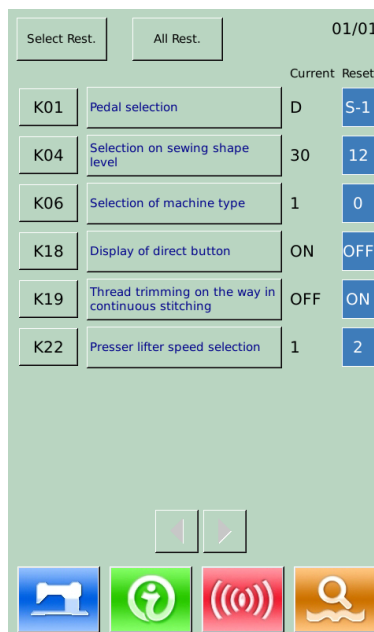 Select Rest. All Rest. 01/01
Current Reset
K01 Pedal selection D S-1
K04 Selection on sewing shape level 30 12
K06 Selection of machine type 1 0
K18 Display of direct button ON OFF
K19 Thread trimming on the way in continuous stitching OFF ON
K22 Presser lifter speed selection 1 2